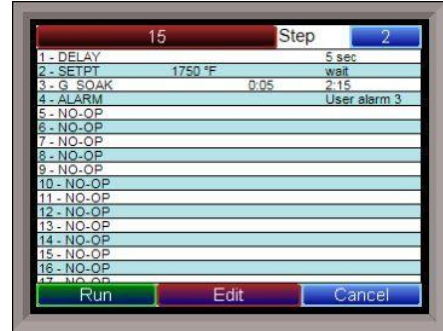 15 Step 2
1 - DELAY 5 sec
2 - SETPT 1750 °F wait
3 - G_SOAK 0:05 2:15
4 - ALARM User alarm 3
5 - NO-OP
6 - NO-OP
7 - NO-OP
8 - NO-OP
9 - NO-OP
10 - NO-OP
11 - NO-OP
12 - NO-OP
13 - NO-OP
14 - NO-OP
15 - NO-OP
16 - NO-OP
17 - NO-OP
Run Edit Cancel